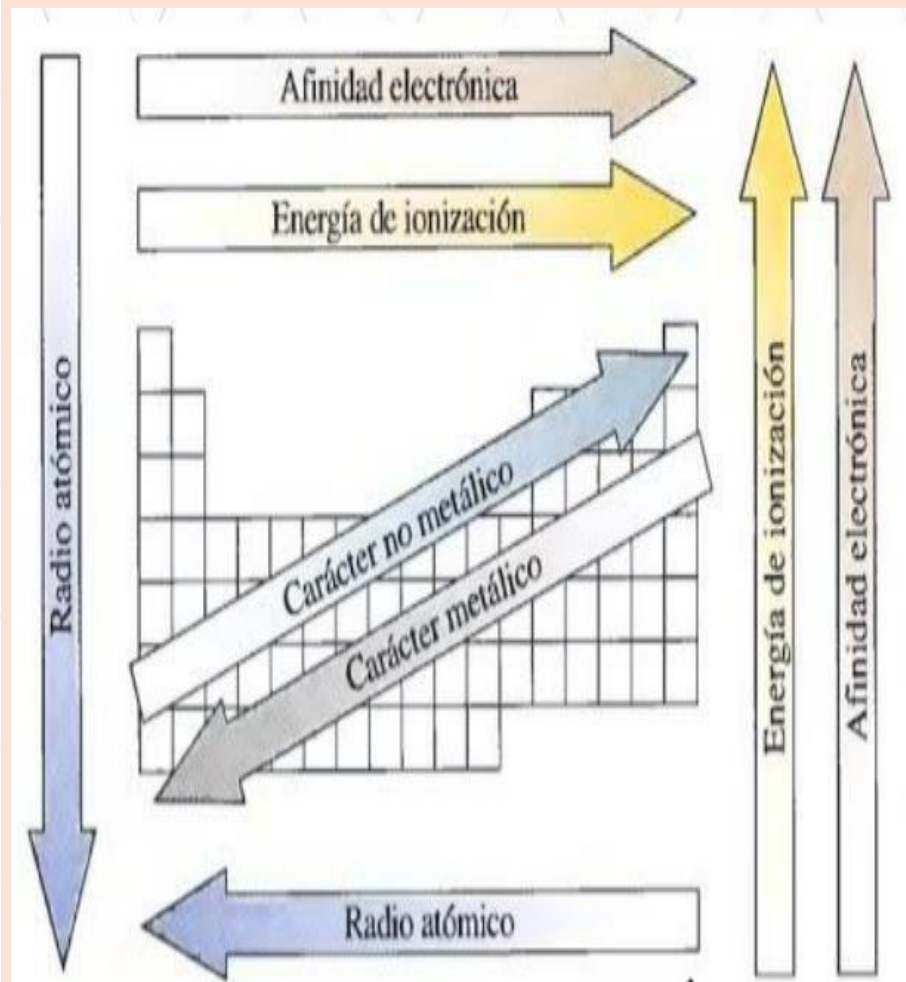 Afinidad electrónica
Energía de ionización
Radio atómico
Carácter no metálico
Carácter metálico
Energía de ionización
Afinidad electrónica
Radio atómico